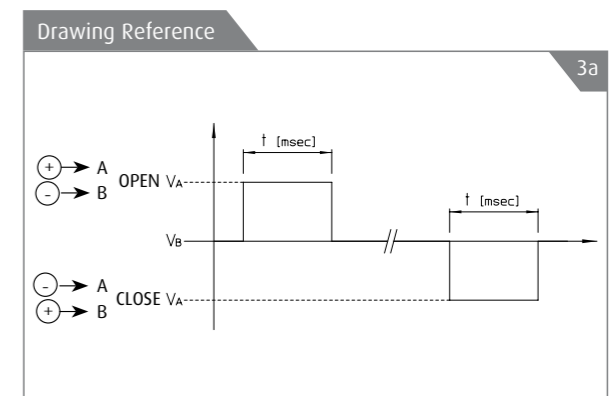 Drawing Reference
3a
t [msec]
+ A
OPEN VA
- B
t [msec]
VB
- A
CLOSE VA
+ B